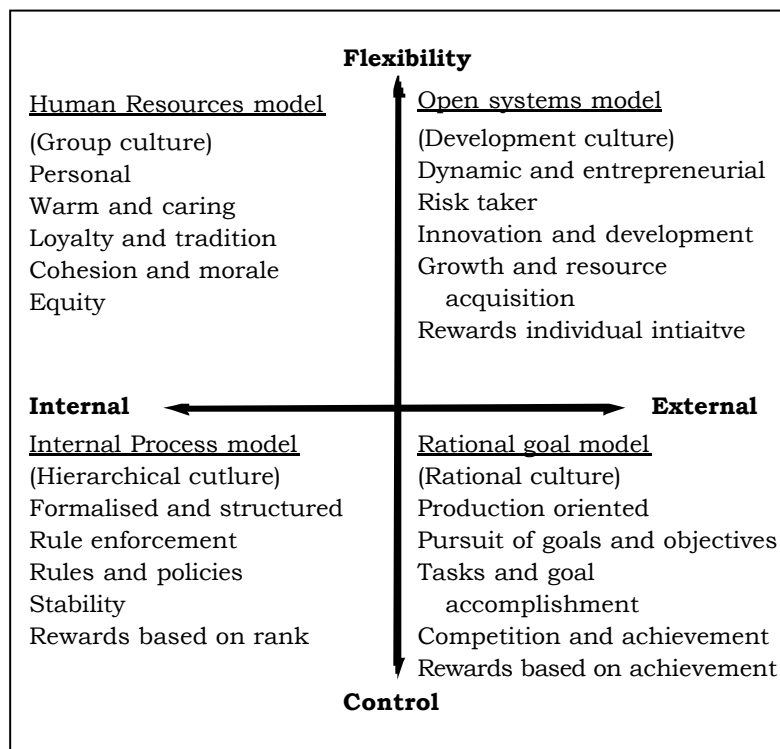 Flexibility
Human Resources model
(Group culture)
Personal
Warm and caring
Loyalty and tradition
Cohesion and morale
Equity
Open systems model
(Development culture)
Dynamic and entrepreneurial
Risk taker
Innovation and development
Growth and resource
acquisition
Rewards individual intiaitve
Internal
External
Internal Process model
(Hierarchical cutlure)
Formalised and structured
Rule enforcement
Rules and policies
Stability
Rewards based on rank
Rational goal model
(Rational culture)
Production oriented
Pursuit of goals and objectives
Tasks and goal
accomplishment
Competition and achievement
Rewards based on achievement
Control